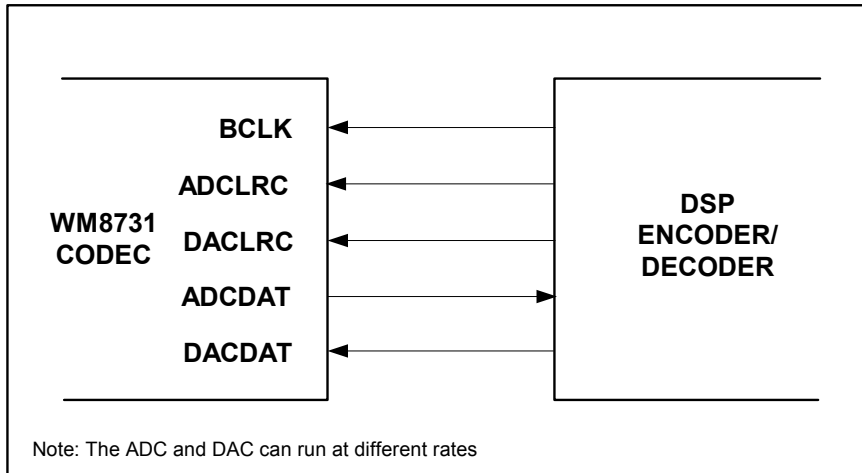 BCLK
ADCLRC
WM8731
CODEC
DACLRC
ADCDAT
DACDAT
DSP
ENCODER/
DECODER
Note: The ADC and DAC can run at different rates